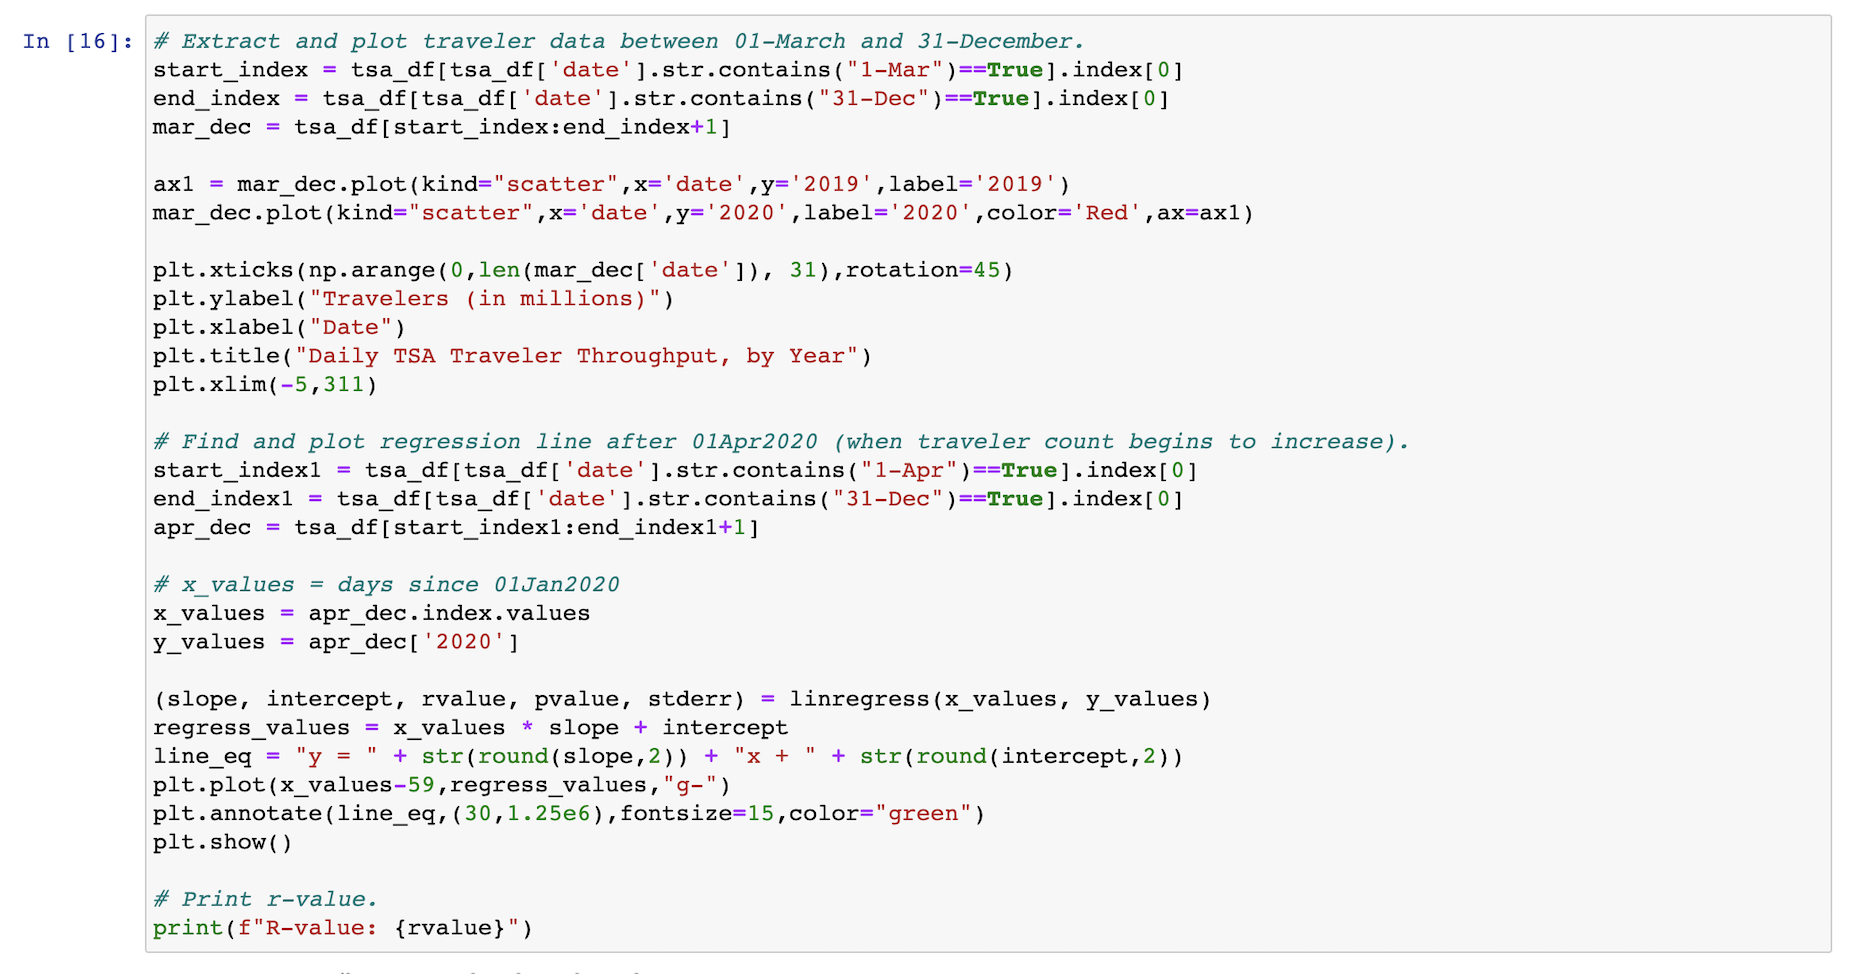 In [16]: # Extract and plot traveler data between 01-March and 31-December.
start_index = tsa_df[tsa_df['date'].str.contains("1-Mar")==True].index[0]
end_index = tsa_df[tsa_df['date'].str.contains("31-Dec")==True].index[0]
mar_dec = tsa_df[start_index:end_index+1]

ax1 = mar_dec.plot(kind="scatter",x='date',y='2019',label='2019')
mar_dec.plot(kind="scatter",x='date',y='2020',label='2020',color='Red',ax=ax1)

plt.xticks(np.arange(0,len(mar_dec['date']), 31),rotation=45)
plt.ylabel("Travelers (in millions)")
plt.xlabel("Date")
plt.title("Daily TSA Traveler Throughput, by Year")
plt.xlim(-5,311)

# Find and plot regression line after 01Apr2020 (when traveler count begins to increase).
start_index1 = tsa_df[tsa_df['date'].str.contains("1-Apr")==True].index[0]
end_index1 = tsa_df[tsa_df['date'].str.contains("31-Dec")==True].index[0]
apr_dec = tsa_df[start_index1:end_index1+1]

# x_values = days since 01Jan2020
x_values = apr_dec.index.values
y_values = apr_dec['2020']

(slope, intercept, rvalue, pvalue, stderr) = linregress(x_values, y_values)
regress_values = x_values * slope + intercept
line_eq = "y = " + str(round(slope,2)) + "x + " + str(round(intercept,2))
plt.plot(x_values-59,regress_values,"g-")
plt.annotate(line_eq,(30,1.25e6),fontsize=15,color="green")
plt.show()

# Print r-value.
print(f"R-value: {rvalue}")